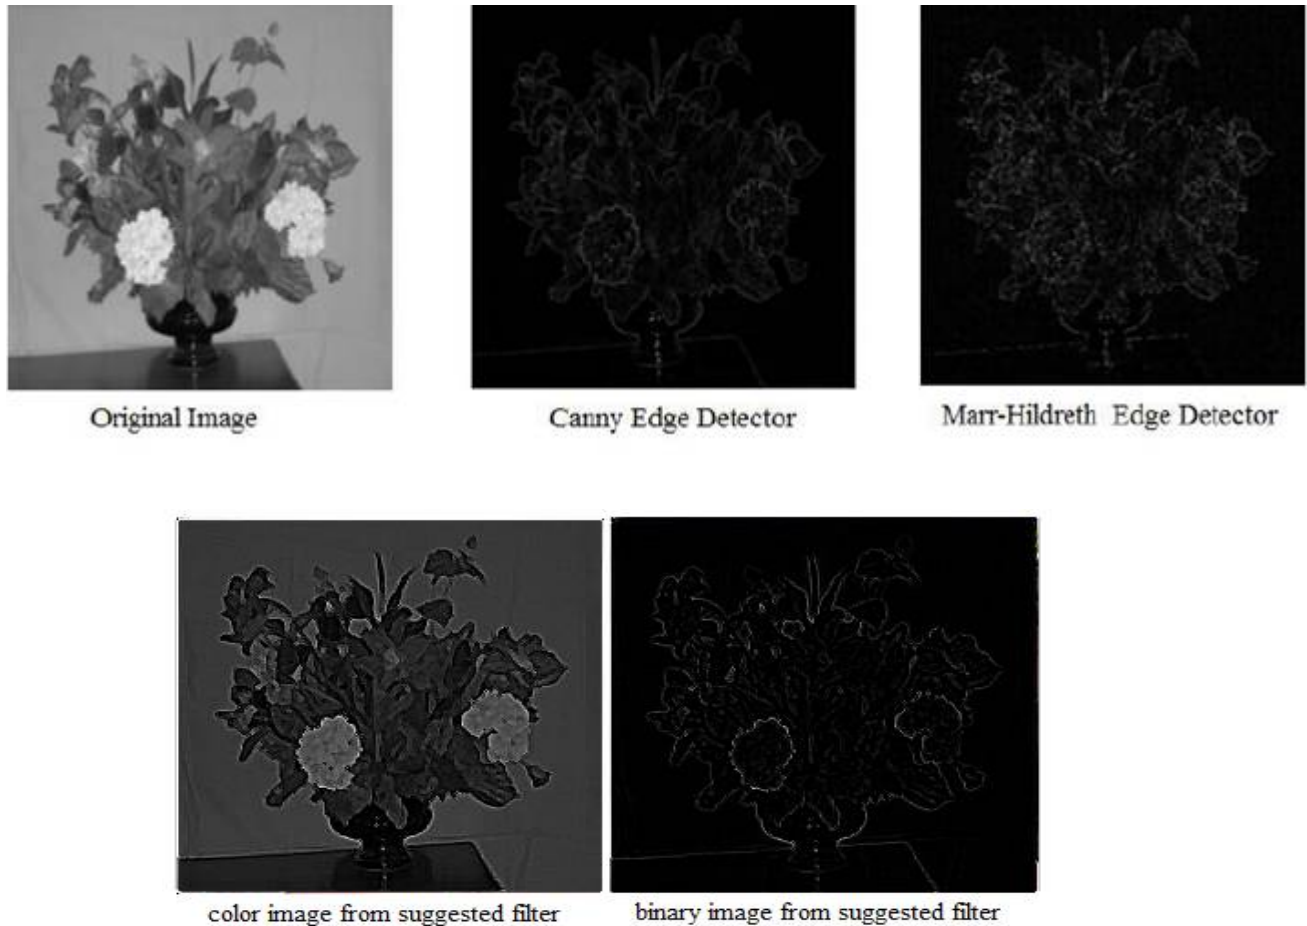 Original Image
Canny Edge Detector
Marr-Hildreth Edge Detector
color image from suggested filter
binary image from suggested filter